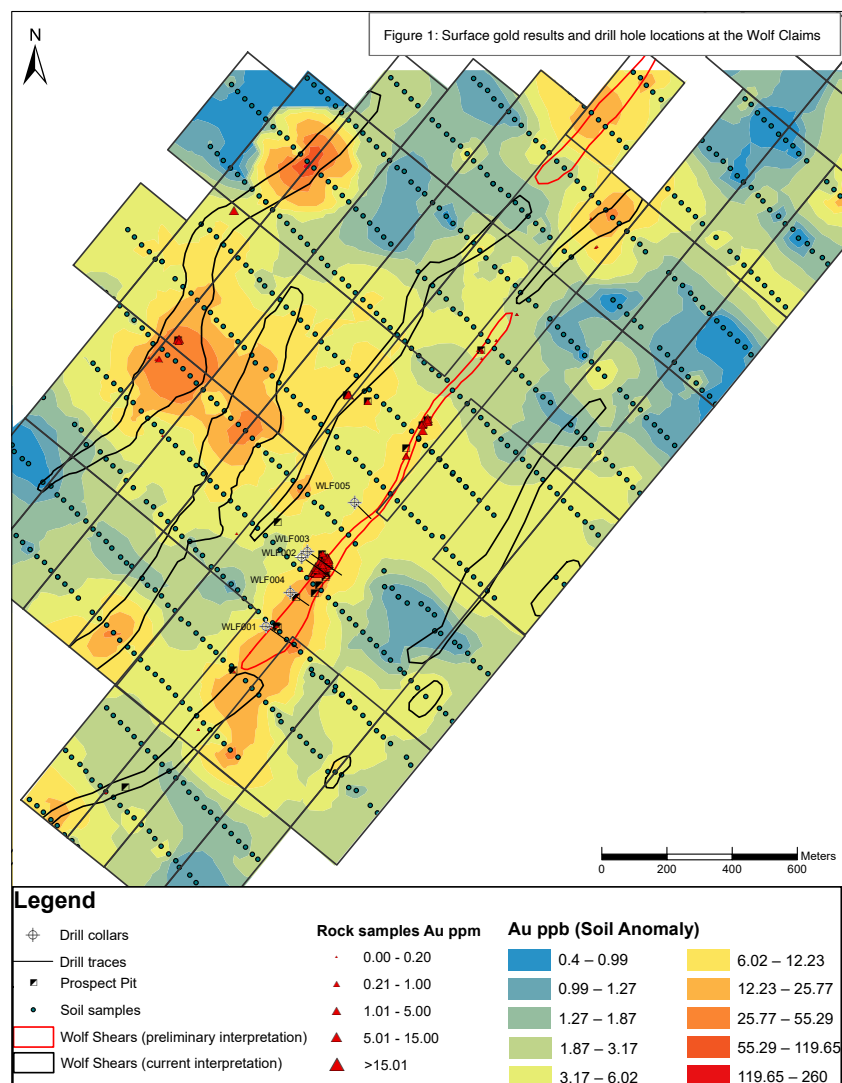 Figure 1: Surface gold results and drill hole locations at the Wolf Claims
N
WLF005
WLF003
WLF002
WLF004
WLF001
Meters
0 200 400 600
Legend
Drill collars
Drill traces
Prospect Pit
Soil samples
Wolf Shears (preliminary interpretation)
Wolf Shears (current interpretation)
Rock samples Au ppm
0.00 - 0.20
0.21 - 1.00
1.01 - 5.00
5.01 - 15.00
>15.01
Au ppb (Soil Anomaly)
0.4 – 0.99
0.99 – 1.27
1.27 – 1.87
1.87 – 3.17
3.17 – 6.02
6.02 – 12.23
12.23 – 25.77
25.77 – 55.29
55.29 – 119.65
119.65 – 260